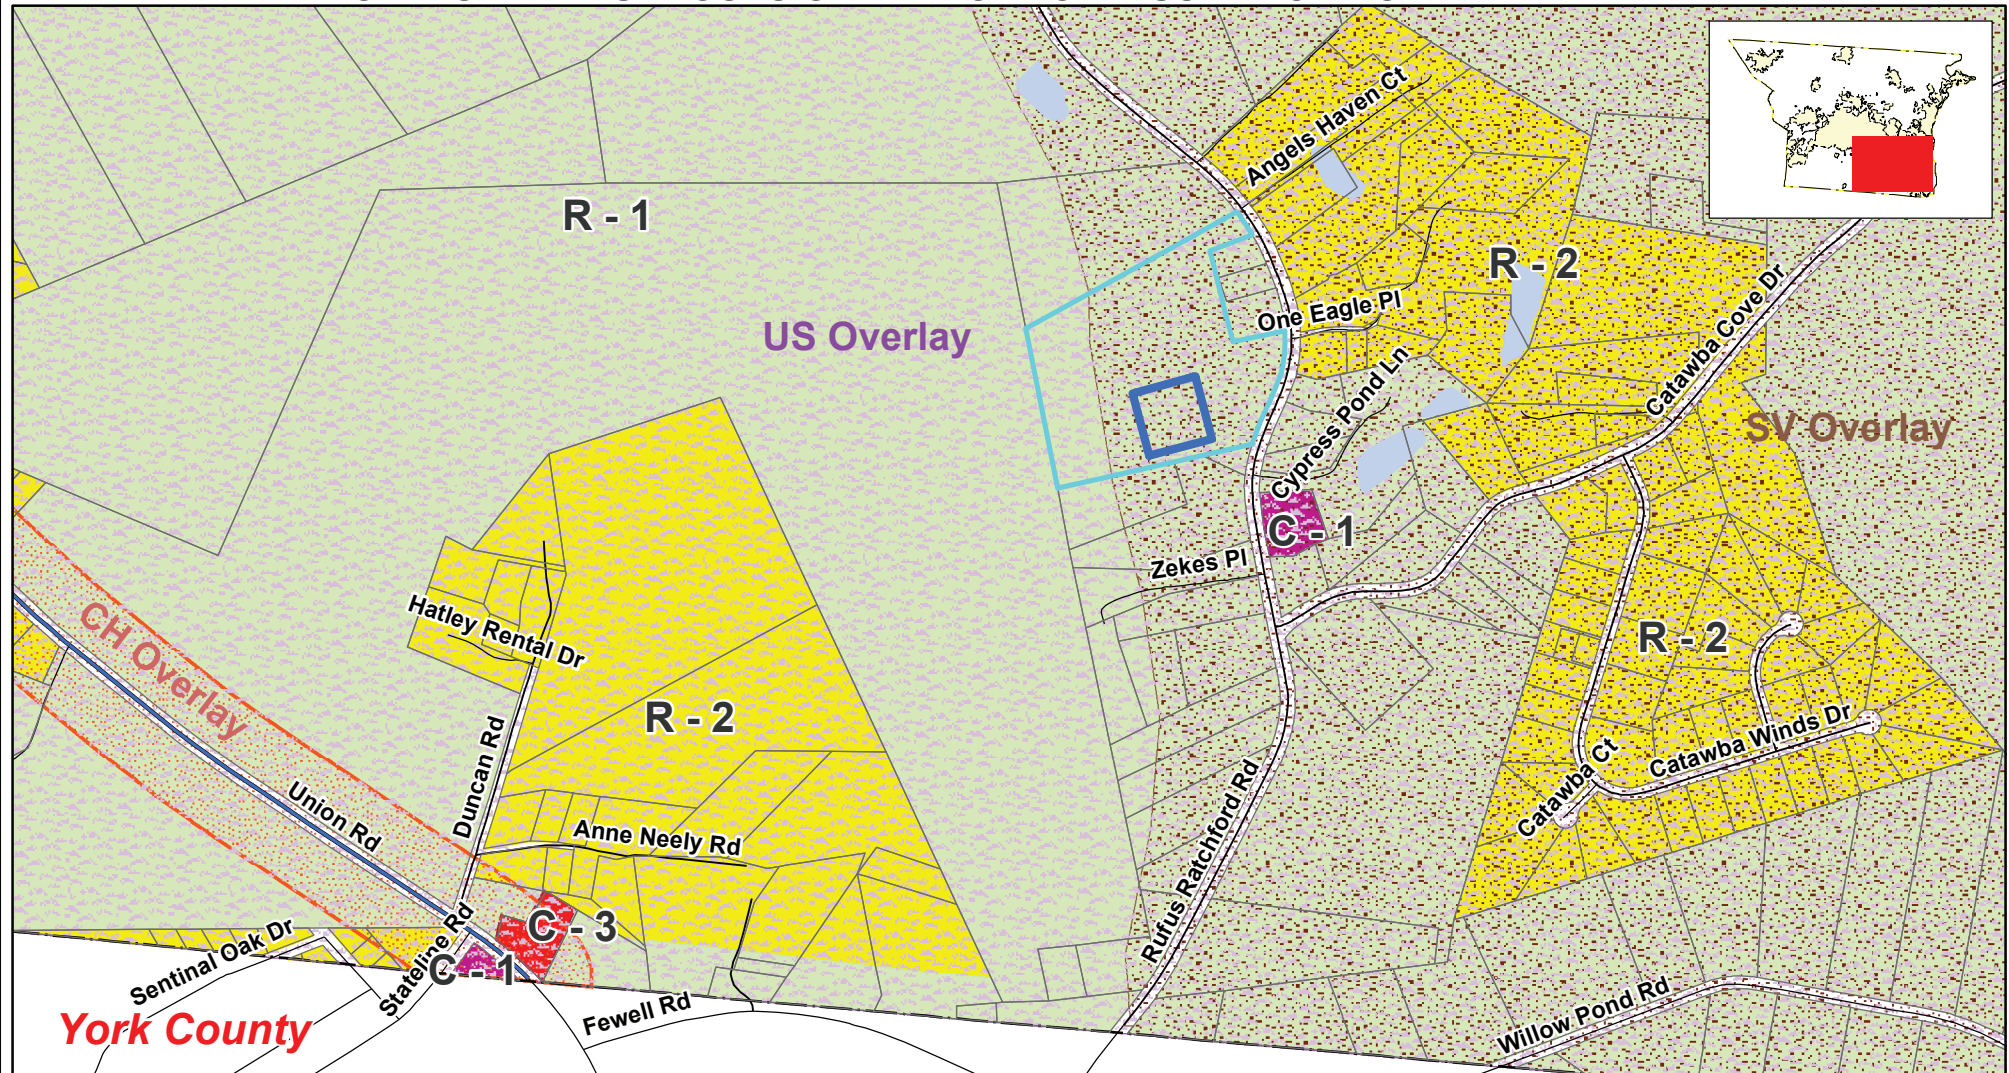 Angels Haven Ct
R - 1
R - 2
US Overlay
One Eagle Pl
Catawba Cove Dr
Cypress Pond Ln
SV Overlay
C - 1
Zekes Pl
CH Overlay
Hatley Rental Dr
R - 2
R - 2
Duncan Rd
Catawba Winds Dr
Catawba Ct
Union Rd
Anne Neely Rd
Rufus Ratchford Rd
C - 3
Sentinal Oak Dr
Stateline Rd
C - 1
York County
Fewell Rd
Willow Pond Rd